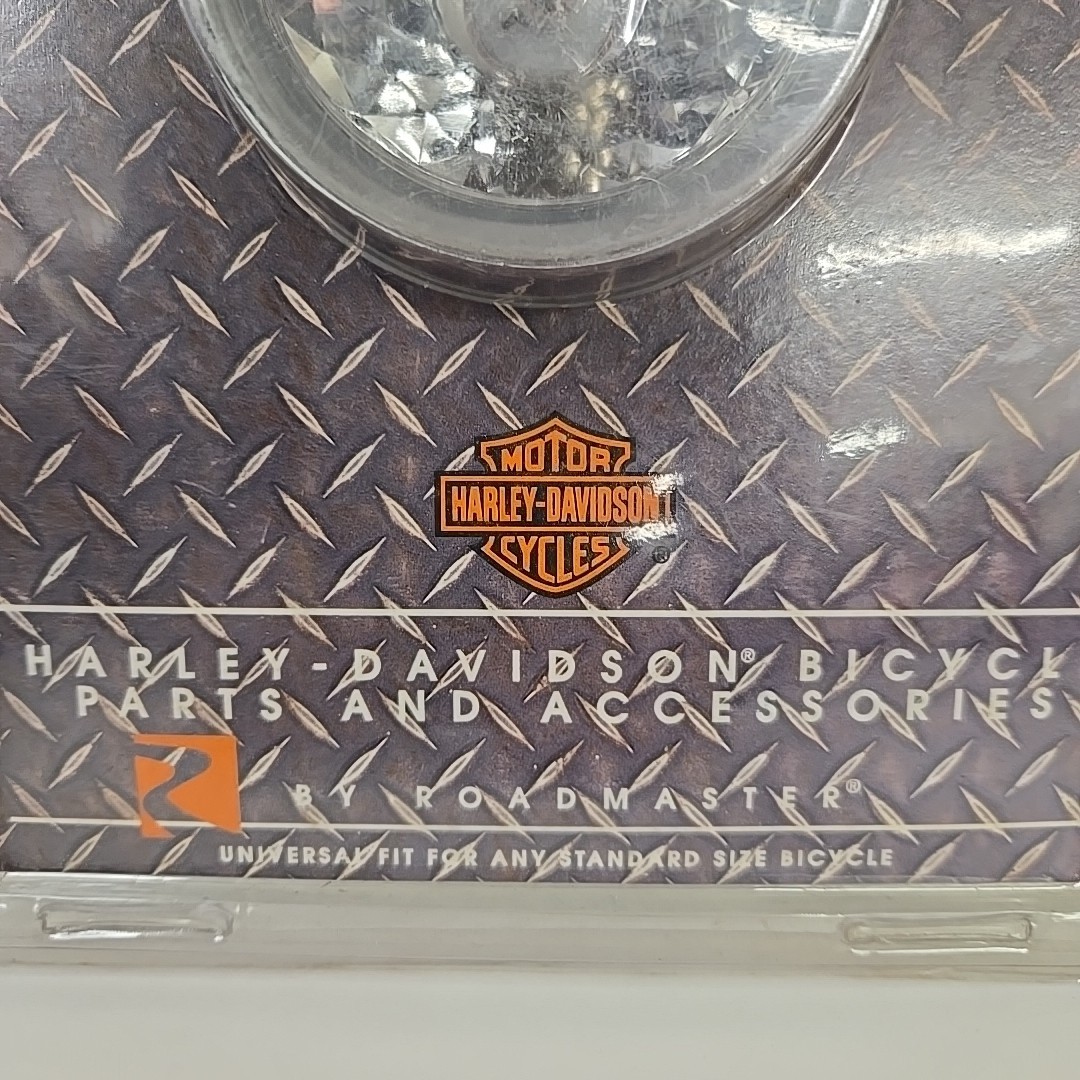 MOTOR
HARLEY-DAVIDSON
CYCLES ®
HARLEY-DAVIDSON® BICYCL
PARTS AND ACCESSORIES
BY ROADMASTER®
UNIVERSAL FIT FOR ANY STANDARD SIZE BICYCLE